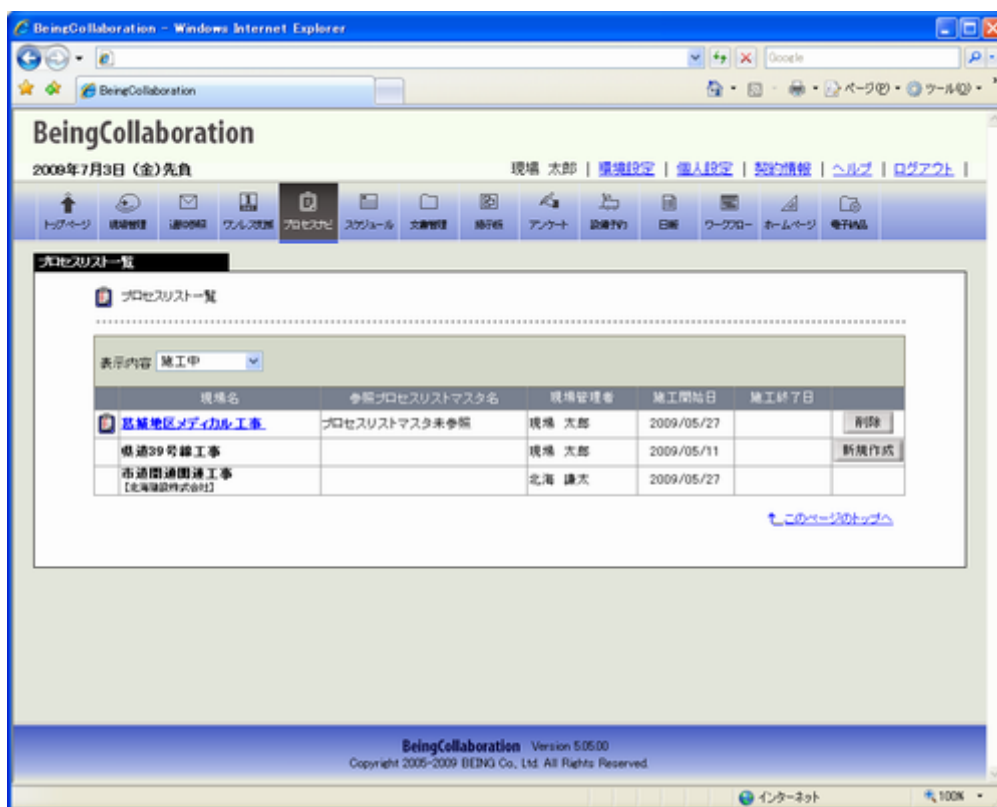 BeingCollaboration - Windows Internet Explorer
Google
BeingCollaboration
ページ(P) ツール(O)
BeingCollaboration
2009年7月3日 (金)先負
現場 太郎 | 環境設定 | 個人設定 | 契約情報 | ヘルプ | ログアウト |
トップページ 現場管理 プロセスナビ スケジュール 文書管理 掲示板 アンケート 設備予約 日報 ワークフロー ホームページ 電子納品
プロセスリスト一覧
プロセスリスト一覧
表示内容 施工中
現場名 参照プロセスリストマスタ名 現場管理者 施工開始日 施工終了日
葛城地区メディカル工事 プロセスリストマスタ未参照 現場 太郎 2009/05/27 削除
県道39号線工事 現場 太郎 2009/05/11 新規作成
市道開通関連工事 北海 謙太 2009/05/27
【北海建設株式会社】
このページのトップへ
BeingCollaboration Version 5.05.00
Copyright 2005-2009 BEING Co., Ltd. All Rights Reserved.
インターネット 100%